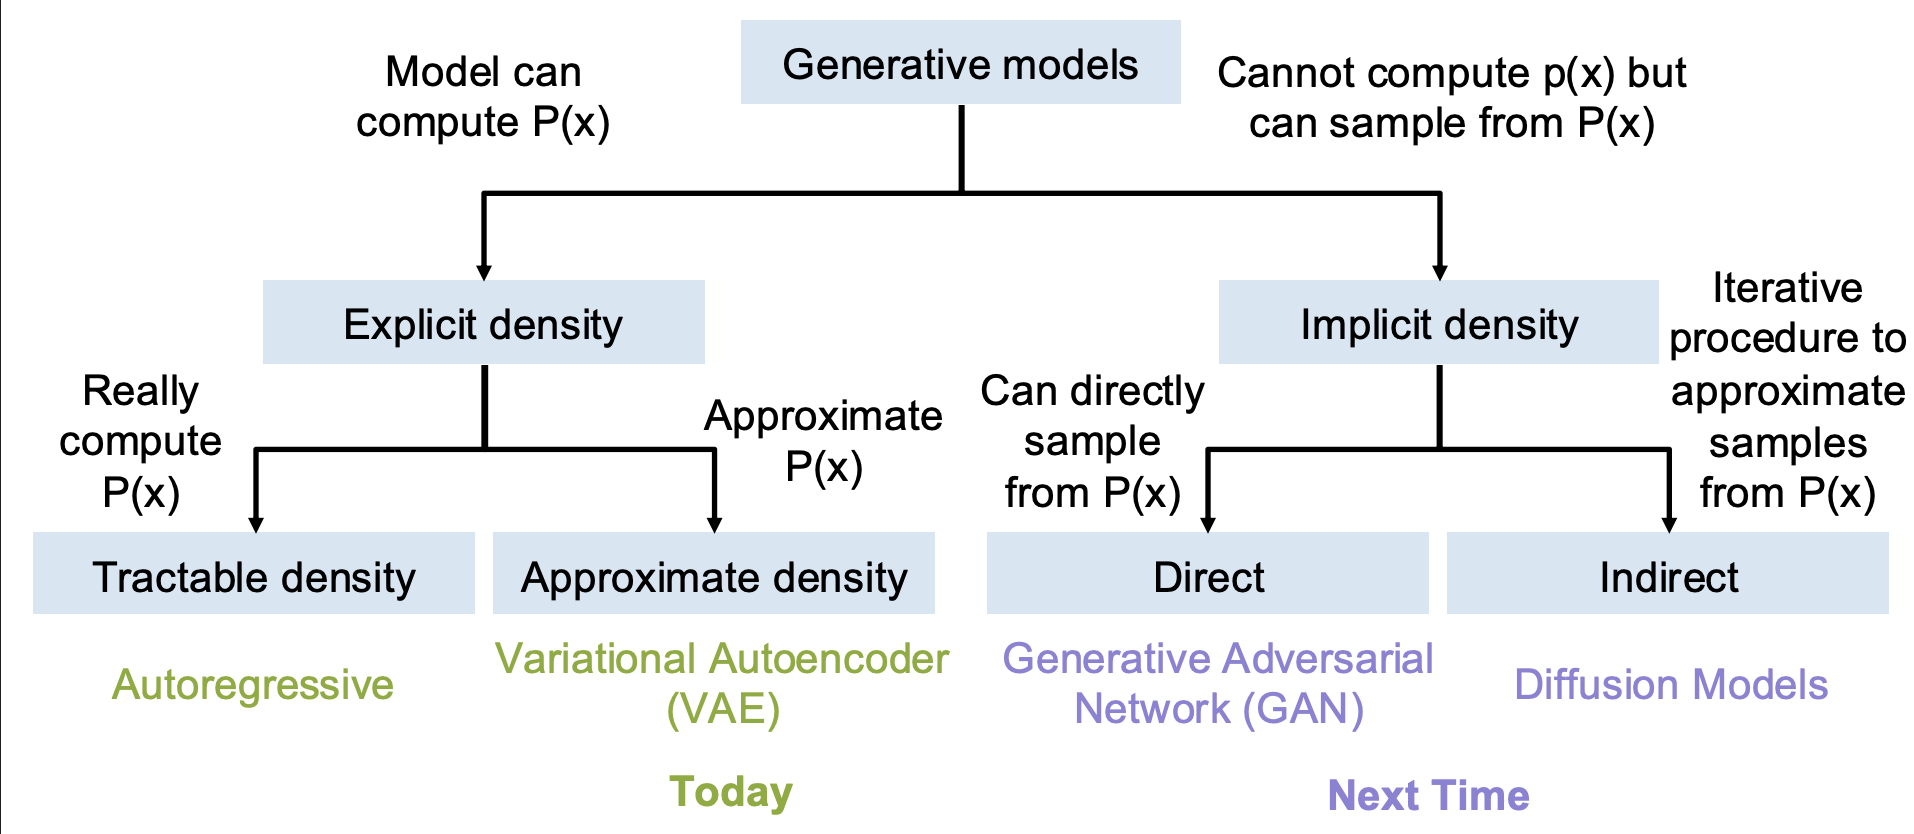 Generative models
Model can
compute P(x)
Cannot compute p(x) but
can sample from P(x)
Explicit density
Implicit density
Really
compute
P(x)
Approximate
P(x)
Can directly
sample
from P(x)
Iterative
procedure to
approximate
samples
from P(x)
Tractable density
Approximate density
Direct
Indirect
Autoregressive
Variational Autoencoder
(VAE)
Generative Adversarial
Network (GAN)
Diffusion Models
Today
Next Time